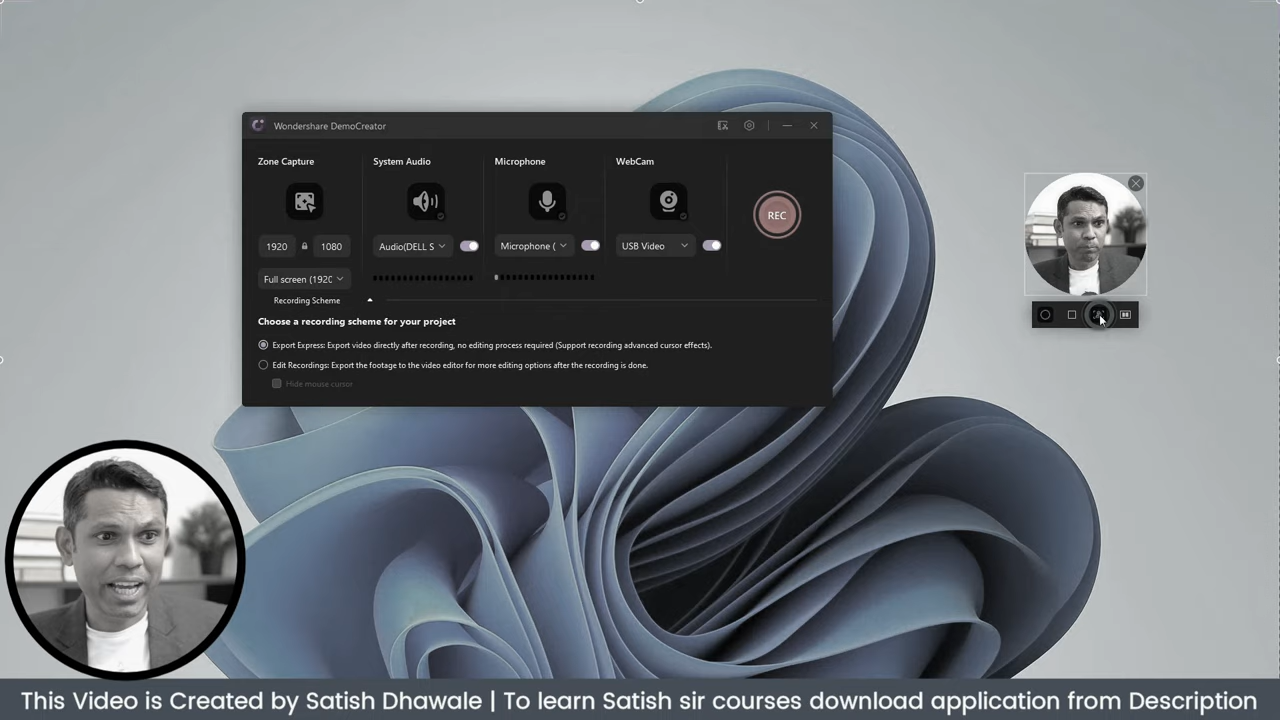 Wondershare DemoCreator
Zone Capture
System Audio
Microphone
WebCam
REC
1920
1080
Audio(DELL S
Microphone (
USB Video
Full screen (192(
Recording Scheme
Choose a recording scheme for your project
Export Express: Export video directly after recording, no editing process required (Support recording advanced cursor effects).
Edit Recordings: Export the footage to the video editor for more editing options after the recording is done.
Hide mouse cursor
This Video is Created by Satish Dhawale | To learn Satish sir courses download application from Description